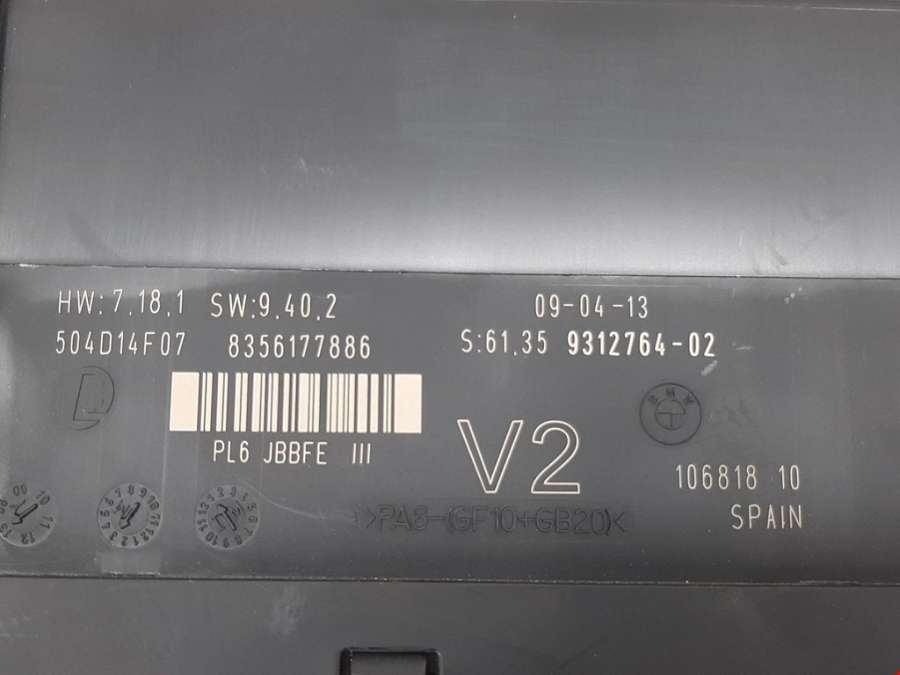 HW:7.18.1 SW:9.40.2 09-04-13
504D14F07 8356177886 S:61.35 9312764-02
BMW
PL6 JBBFE III V2
106818 10
>PA6-(GF10+GB20)<
SPAIN